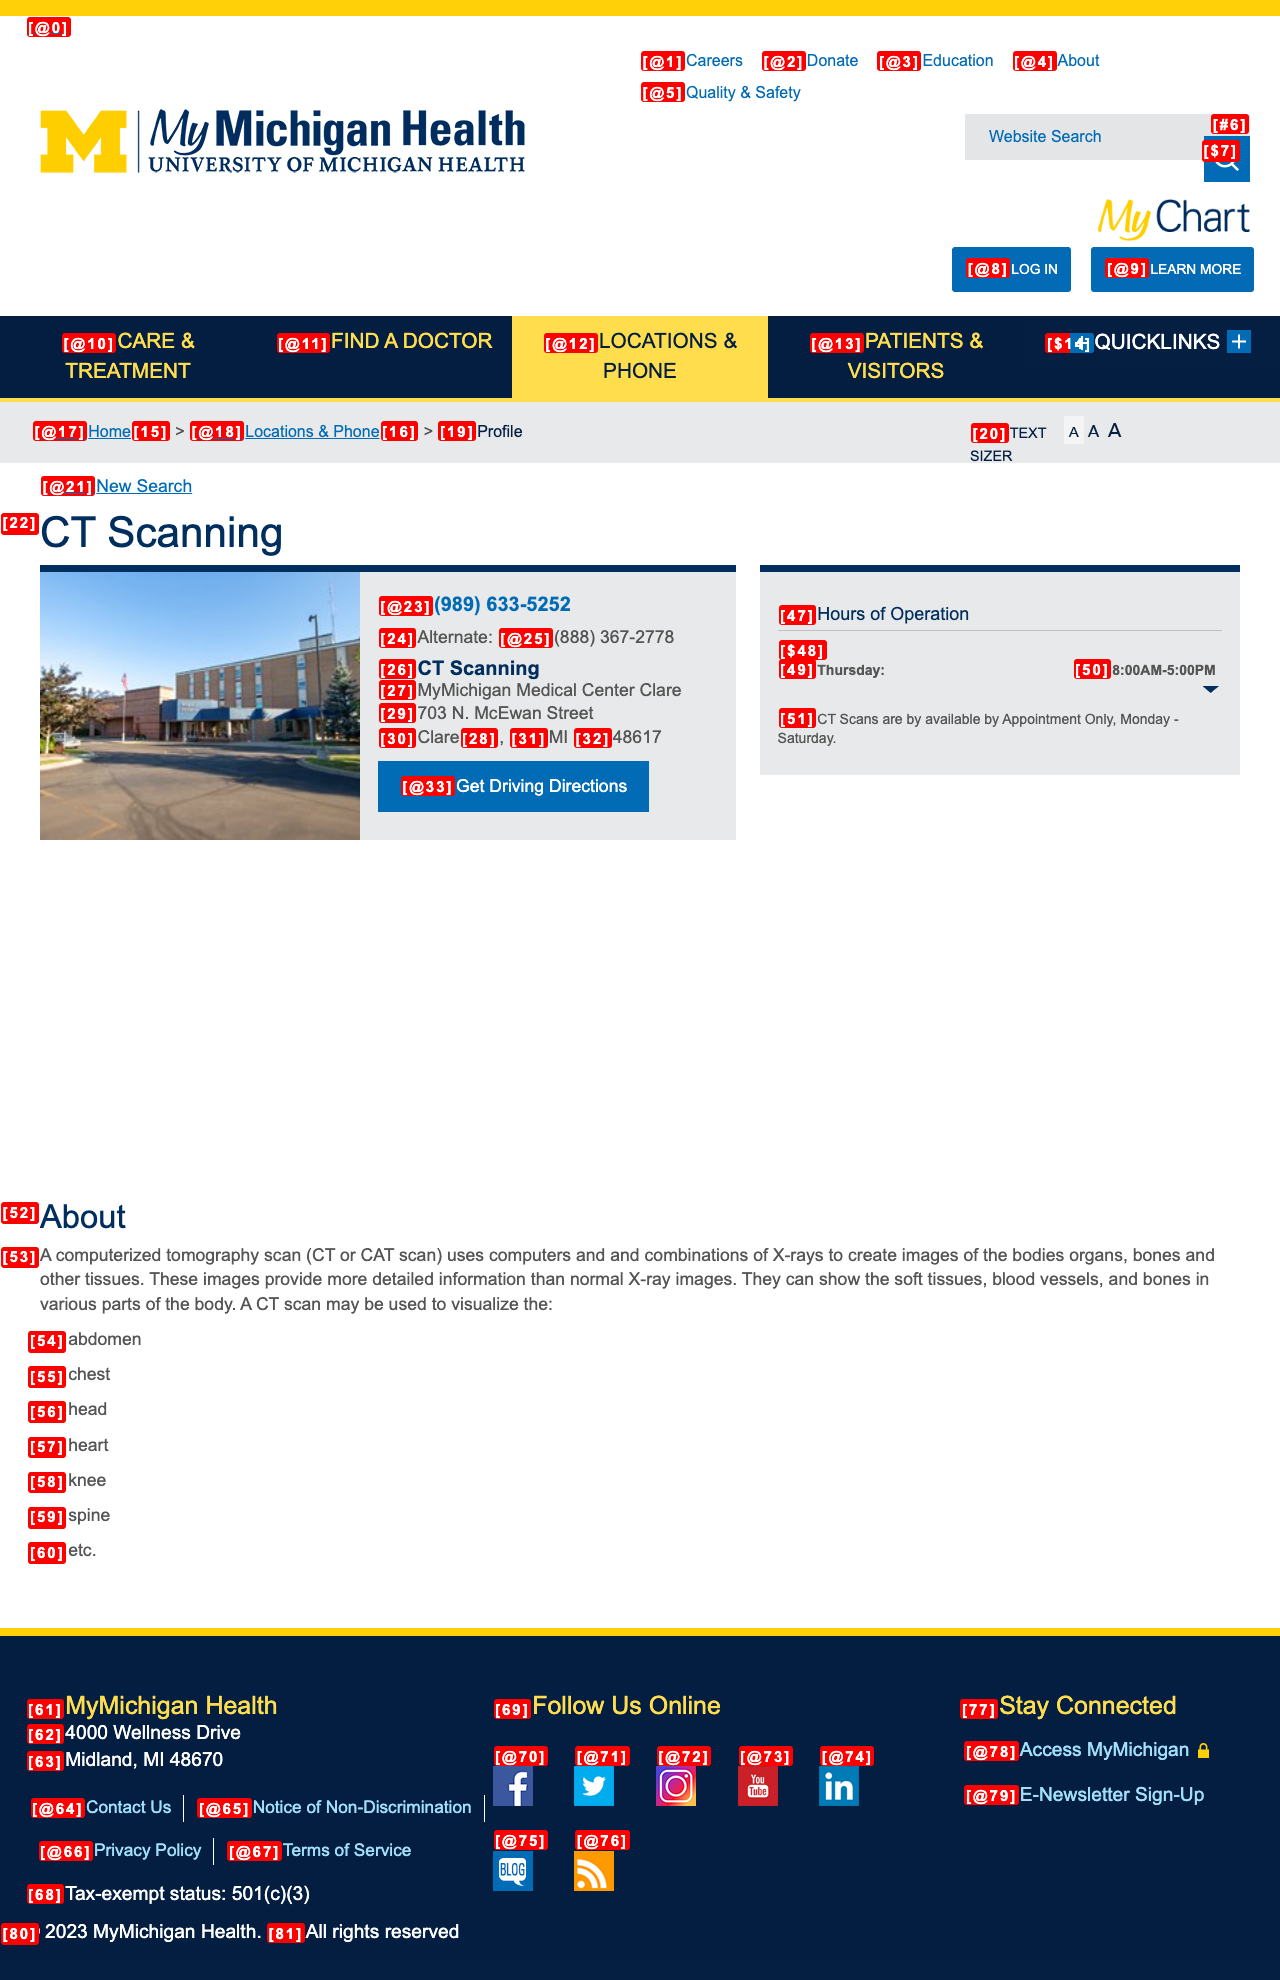 [@0]
[@1]Careers [@2]Donate [@3]Education [@4]About
[@5]Quality & Safety
M My Michigan Health
UNIVERSITY OF MICHIGAN HEALTH
Website Search [#6]
[$7]
MyChart
[@8]LOG IN [@9]LEARN MORE
[@10]CARE & TREATMENT
[@11]FIND A DOCTOR
[@12]LOCATIONS & PHONE
[@13]PATIENTS & VISITORS
[$14]QUICKLINKS
[@17]Home[15] > [@18]Locations & Phone[16] > [19]Profile
[20]TEXT SIZER A A A
[@21]New Search
[22]CT Scanning
[@23](989) 633-5252
[24]Alternate: [@25](888) 367-2778
[26]CT Scanning
[27]MyMichigan Medical Center Clare
[29]703 N. McEwan Street
[30]Clare[28], [31]MI [32]48617
[@33]Get Driving Directions
[47]Hours of Operation
[$48]
[49]Thursday: [50]8:00AM-5:00PM
[51]CT Scans are by available by Appointment Only, Monday -
Saturday.
[52]About
[53]A computerized tomography scan (CT or CAT scan) uses computers and and combinations of X-rays to create images of the bodies organs, bones and
other tissues. These images provide more detailed information than normal X-ray images. They can show the soft tissues, blood vessels, and bones in
various parts of the body. A CT scan may be used to visualize the:
[54]abdomen
[55]chest
[56]head
[57]heart
[58]knee
[59]spine
[60]etc.
[61]MyMichigan Health
[62]4000 Wellness Drive
[63]Midland, MI 48670
[@64]Contact Us [@65]Notice of Non-Discrimination
[@66]Privacy Policy [@67]Terms of Service
[68]Tax-exempt status: 501(c)(3)
[69]Follow Us Online
[@70] [@71] [@72] [@73] [@74]
f You Tube in
[@75] [@76]
BLOG
[77]Stay Connected
[@78]Access MyMichigan
[@79]E-Newsletter Sign-Up
[80] 2023 MyMichigan Health. [81]All rights reserved